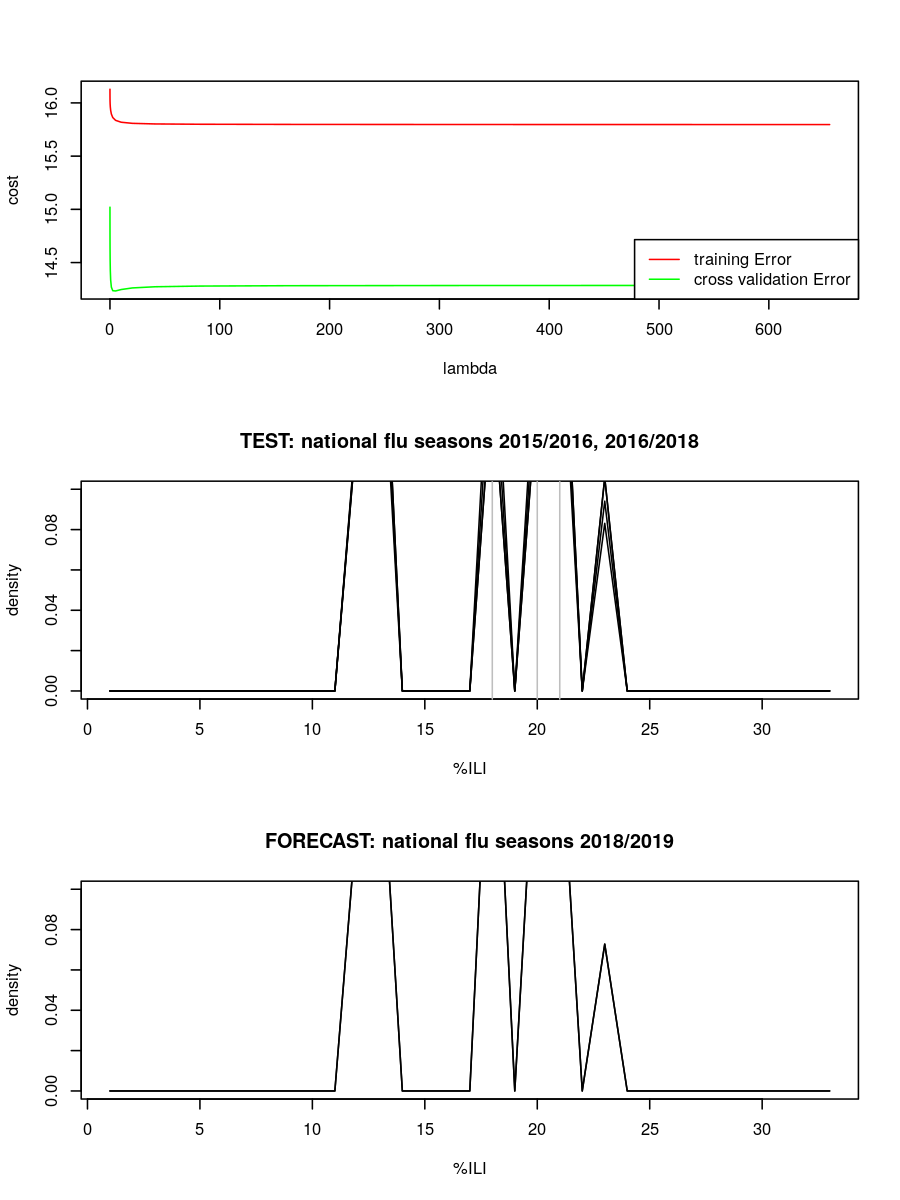 cost
16.0
15.5
15.0
14.5
training Error
cross validation Error
0 100 200 300 400 500 600
lambda
TEST: national flu seasons 2015/2016, 2016/2018
density
0.08
0.04
0.00
0 5 10 15 20 25 30
%ILI
FORECAST: national flu seasons 2018/2019
density
0.08
0.04
0.00
0 5 10 15 20 25 30
%ILI